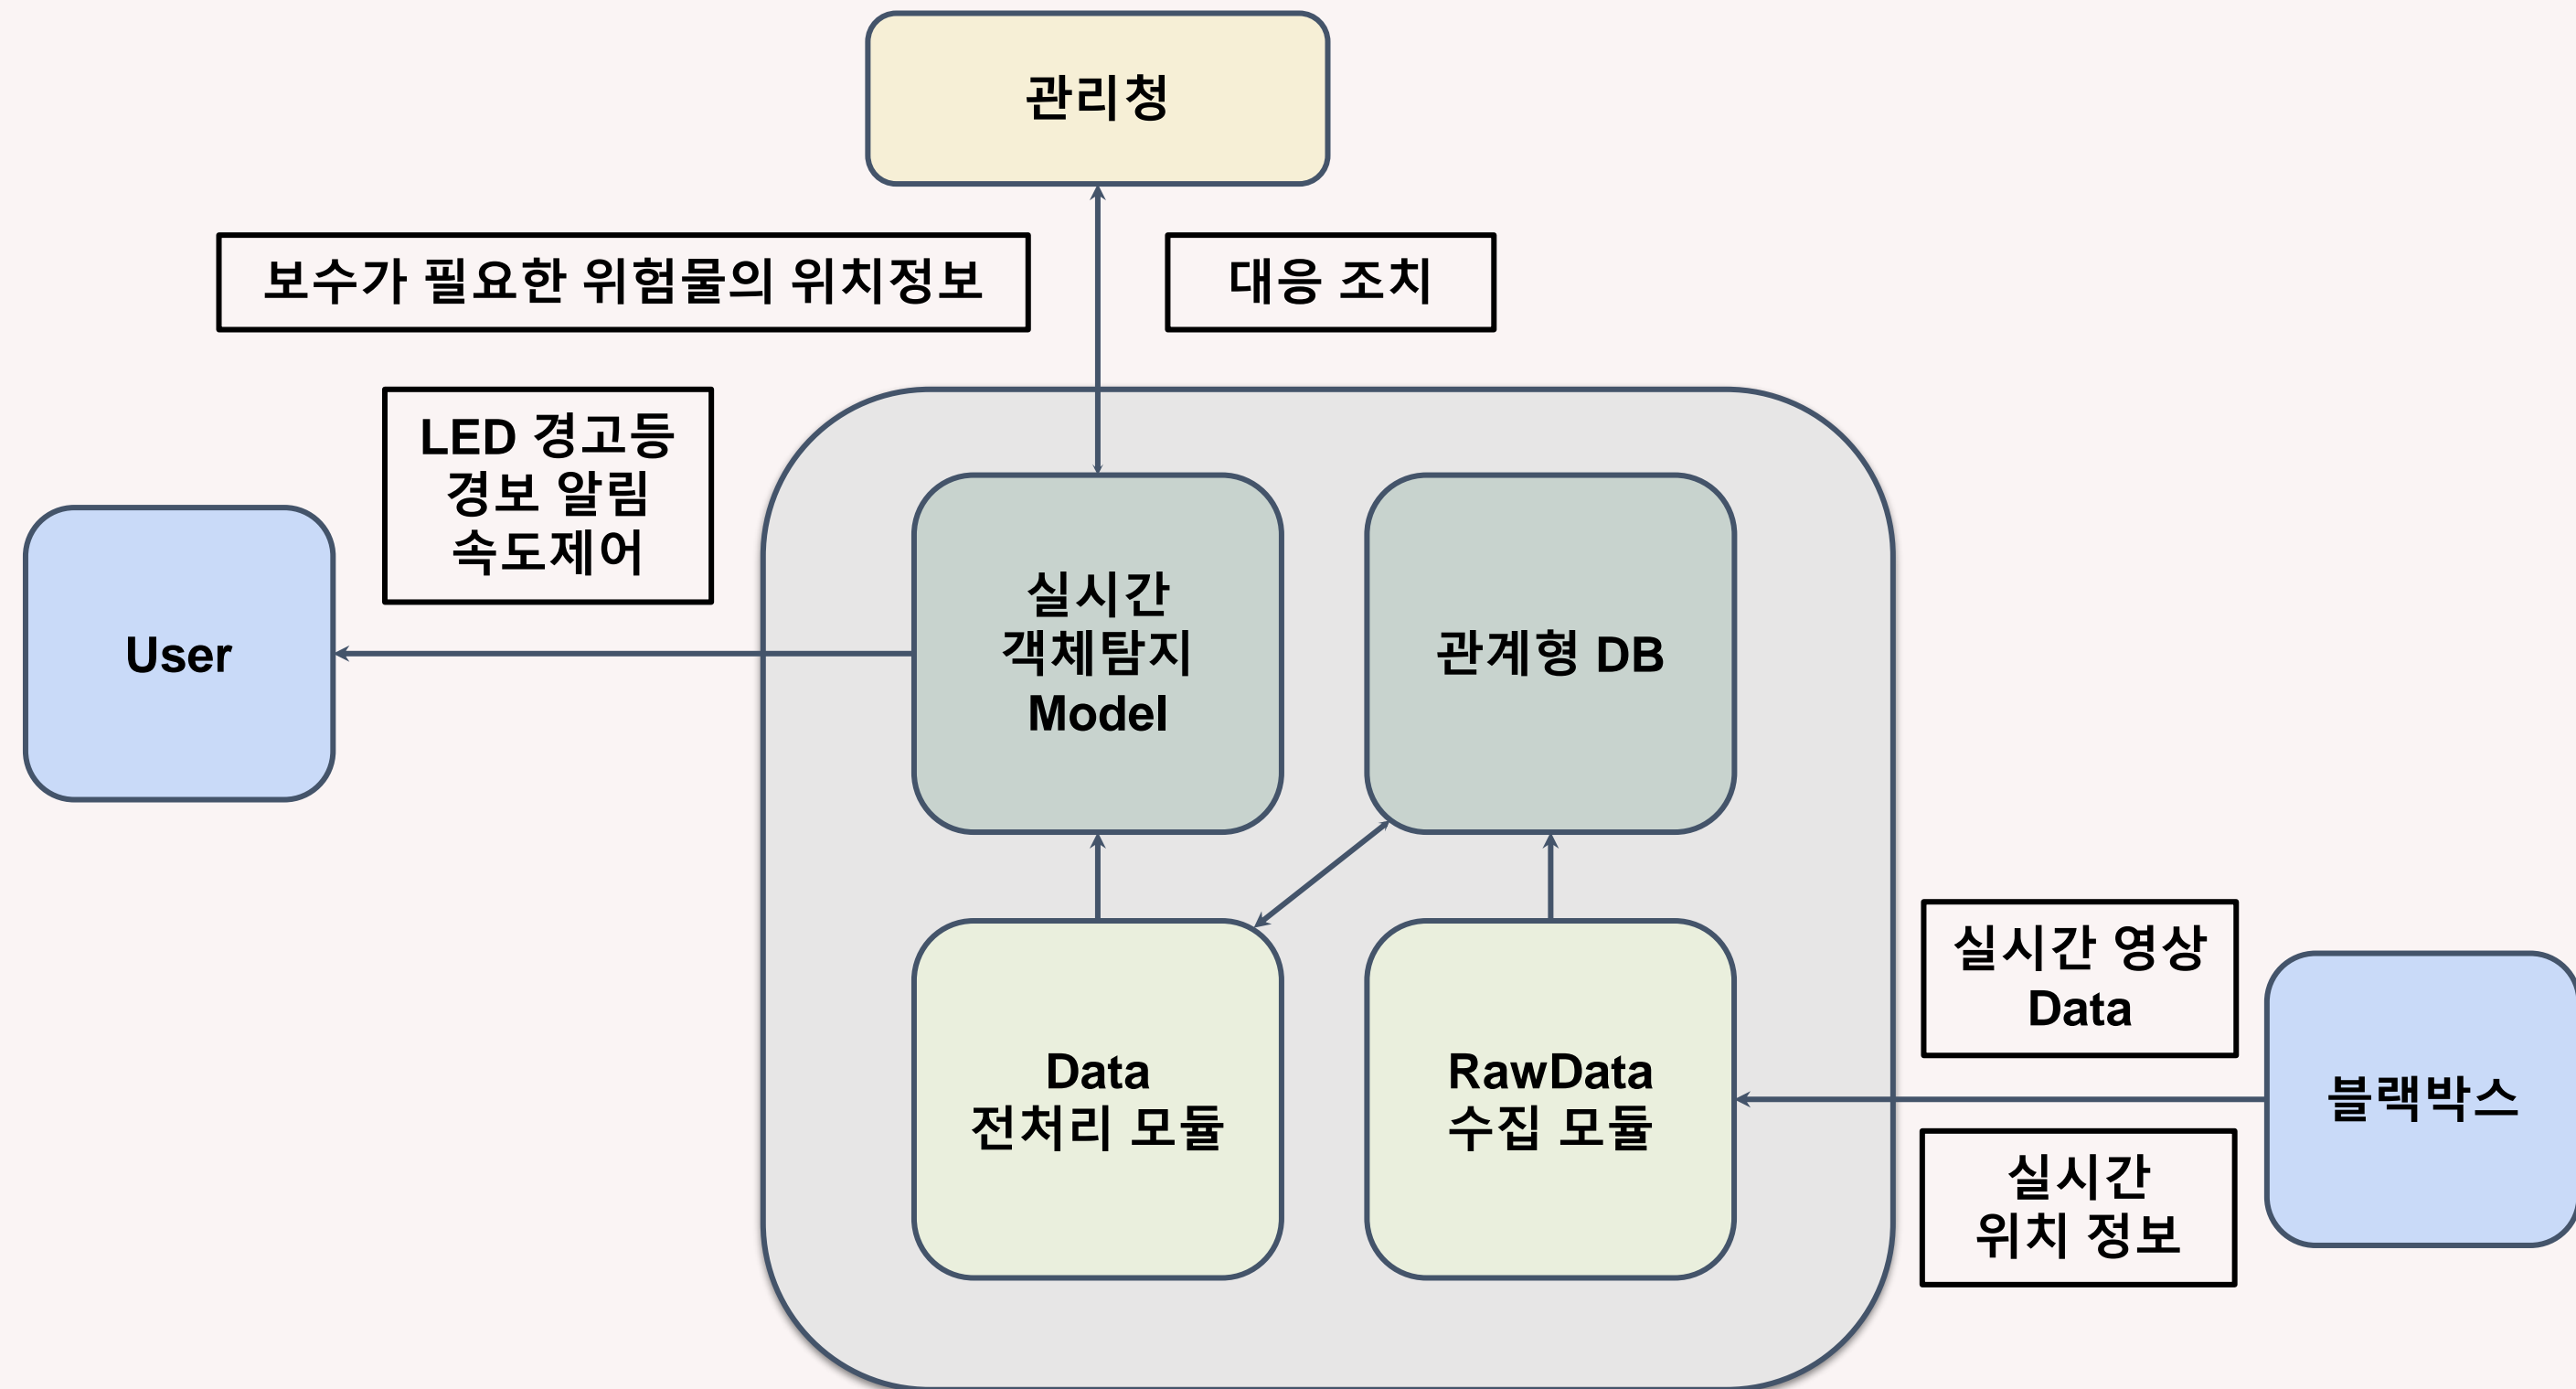 관리청
보수가 필요한 위험물의 위치정보
대응 조치
LED 경고등
경보 알림
속도제어
User
실시간
객체탐지
Model
관계형 DB
Data
전처리 모듈
RawData
수집 모듈
실시간 영상
Data
블랙박스
실시간
위치 정보